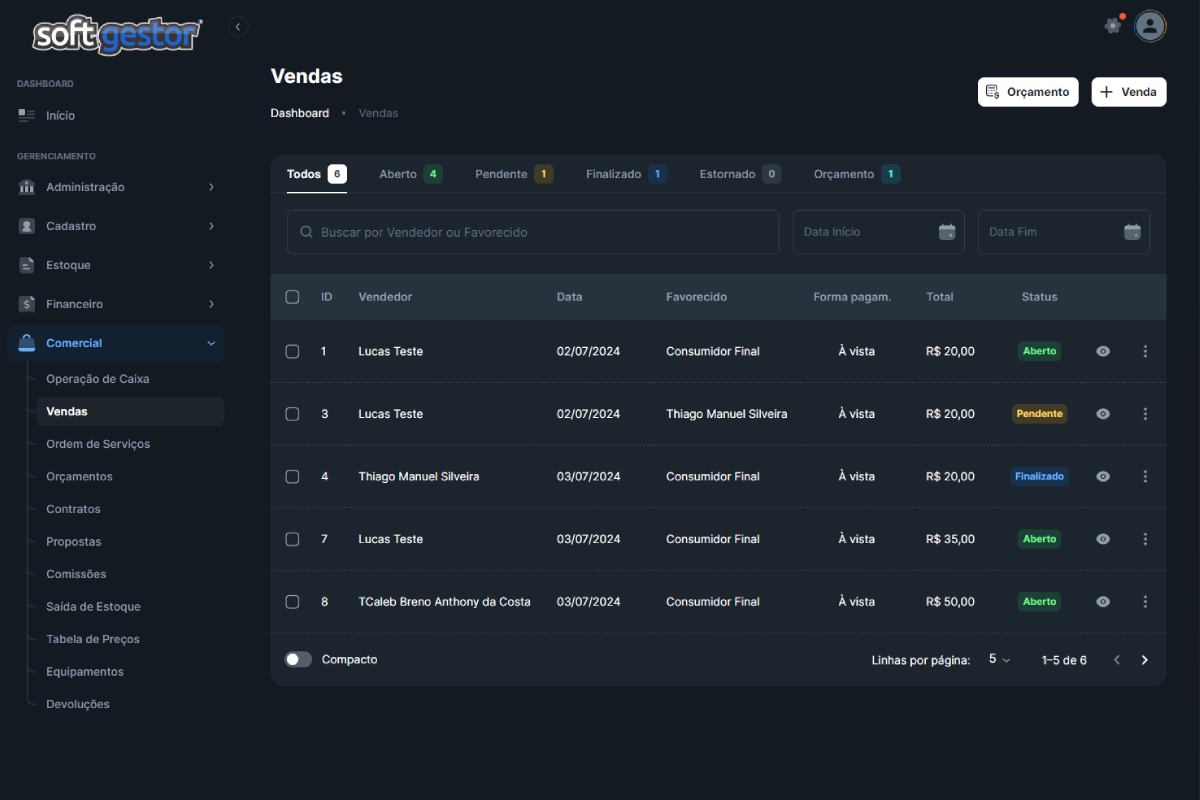 softgestor
DASHBOARD
Início
GERENCIAMENTO
Administração
Cadastro
Estoque
Financeiro
Comercial
Operação de Caixa
Vendas
Ordem de Serviços
Orçamentos
Contratos
Propostas
Comissões
Saída de Estoque
Tabela de Preços
Equipamentos
Devoluções
Vendas
Dashboard • Vendas
Orçamento
Venda
Todos 6 Aberto 4 Pendente 1 Finalizado 1 Estornado 0 Orçamento 1
Buscar por Vendedor ou Favorecido Data Início Data Fim
ID Vendedor Data Favorecido Forma pagam. Total Status
1 Lucas Teste 02/07/2024 Consumidor Final À vista R$ 20,00 Aberto
3 Lucas Teste 02/07/2024 Thiago Manuel Silveira À vista R$ 20,00 Pendente
4 Thiago Manuel Silveira 03/07/2024 Consumidor Final À vista R$ 20,00 Finalizado
7 Lucas Teste 03/07/2024 Consumidor Final À vista R$ 35,00 Aberto
8 TCaleb Breno Anthony da Costa 03/07/2024 Consumidor Final À vista R$ 50,00 Aberto
Compacto Linhas por página: 5 1–5 de 6